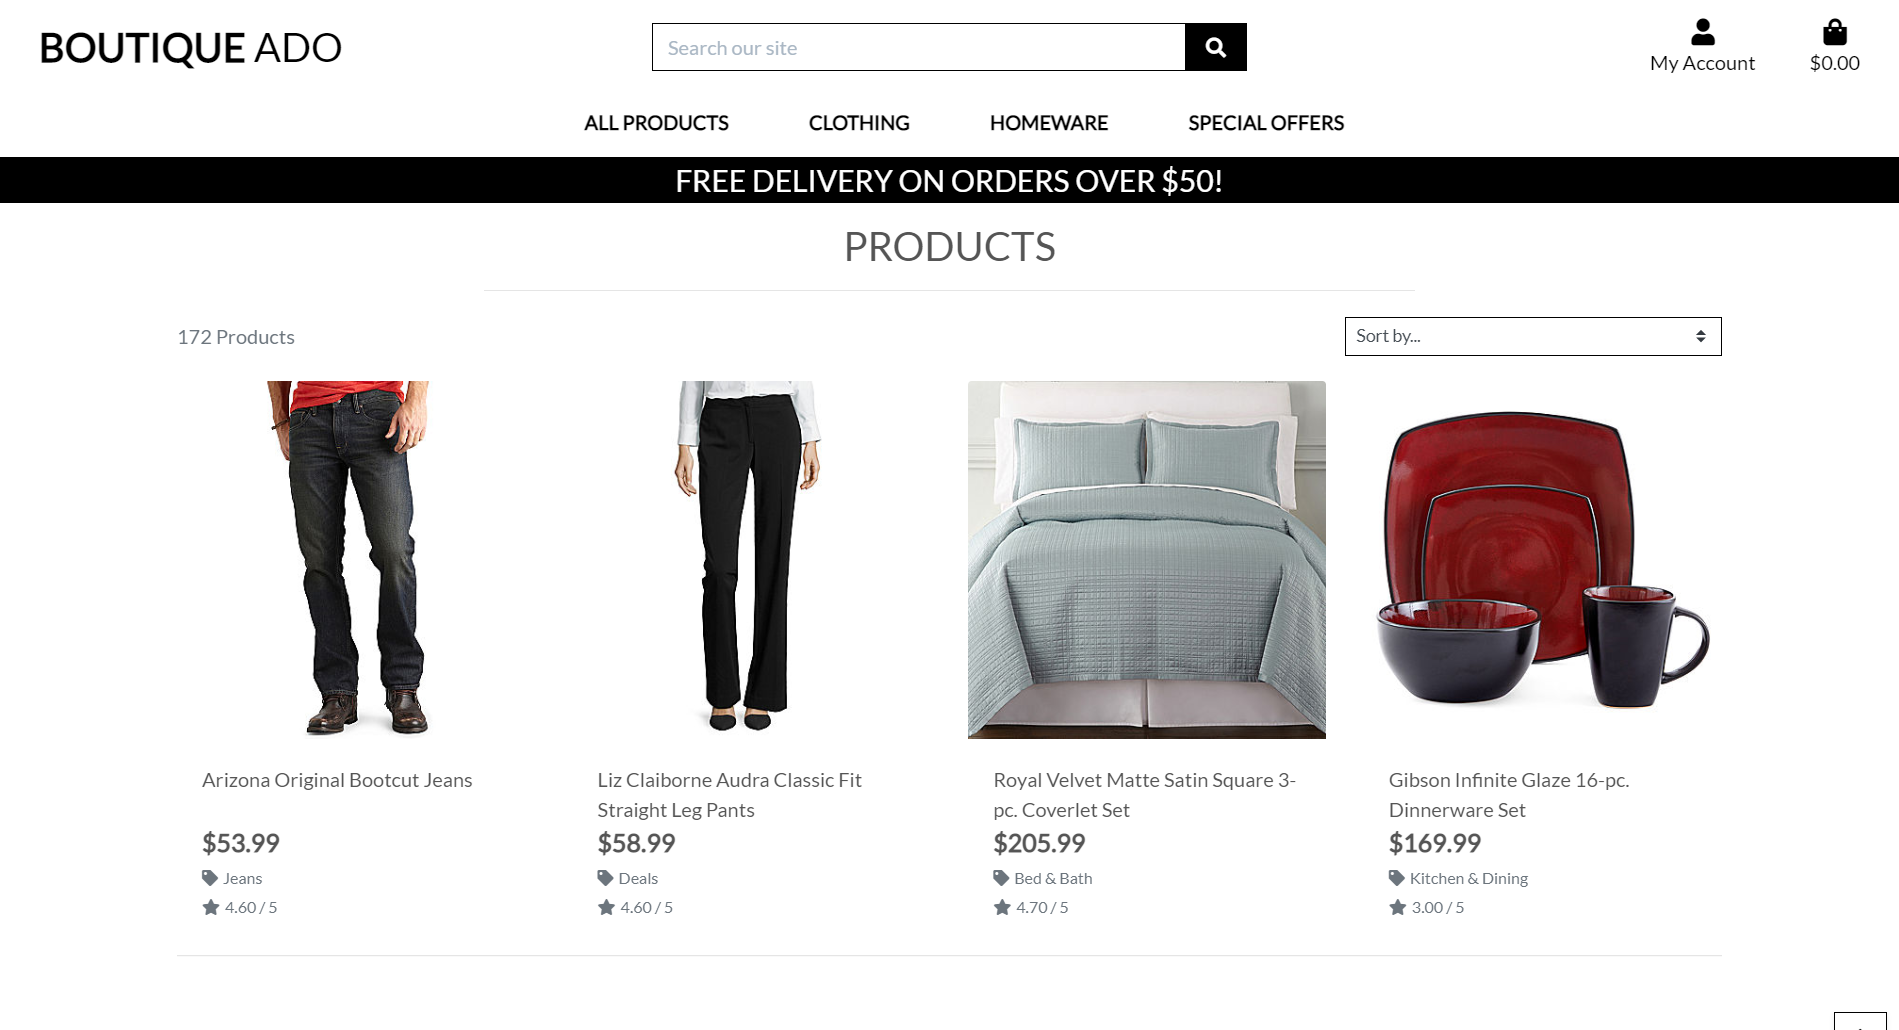 BOUTIQUE ADO
Search our site
My Account
$0.00
ALL PRODUCTS
CLOTHING
HOMEWARE
SPECIAL OFFERS
FREE DELIVERY ON ORDERS OVER $50!
PRODUCTS
172 Products
Sort by...
Arizona Original Bootcut Jeans
$53.99
Jeans
4.60 / 5
Liz Claiborne Audra Classic Fit
Straight Leg Pants
$58.99
Deals
4.60 / 5
Royal Velvet Matte Satin Square 3-
pc. Coverlet Set
$205.99
Bed & Bath
4.70 / 5
Gibson Infinite Glaze 16-pc.
Dinnerware Set
$169.99
Kitchen & Dining
3.00 / 5